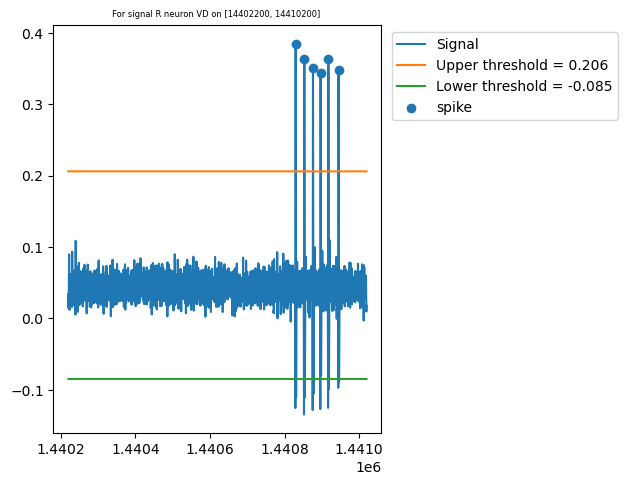 For signal R neuron VD on [14402200, 14410200]
0.4
0.3
0.2
0.1
0.0
−0.1
1.4402 1.4404 1.4406 1.4408 1.4410
1e6
Signal
Upper threshold = 0.206
Lower threshold = -0.085
spike